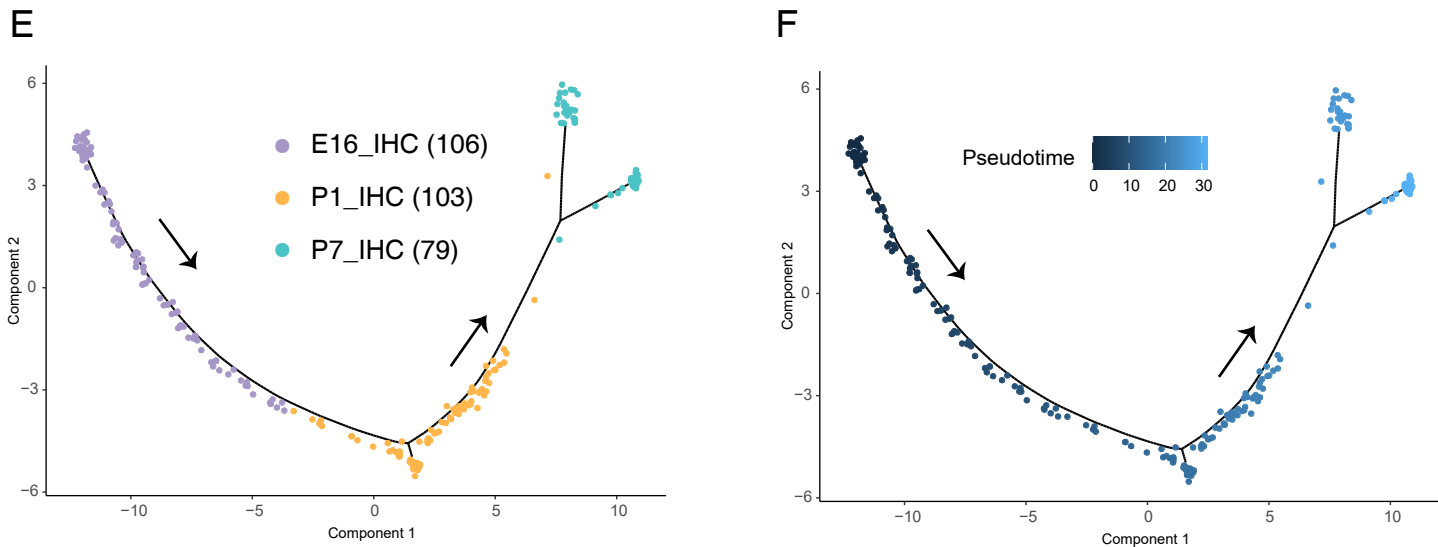 E
6
3
0
−3
−6
Component 2
−10
−5
0
5
10
Component 1
E16_IHC (106)
P1_IHC (103)
P7_IHC (79)
F
6
3
0
−3
−6
Component 2
−10
−5
0
5
10
Component 1
Pseudotime
0 10 20 30